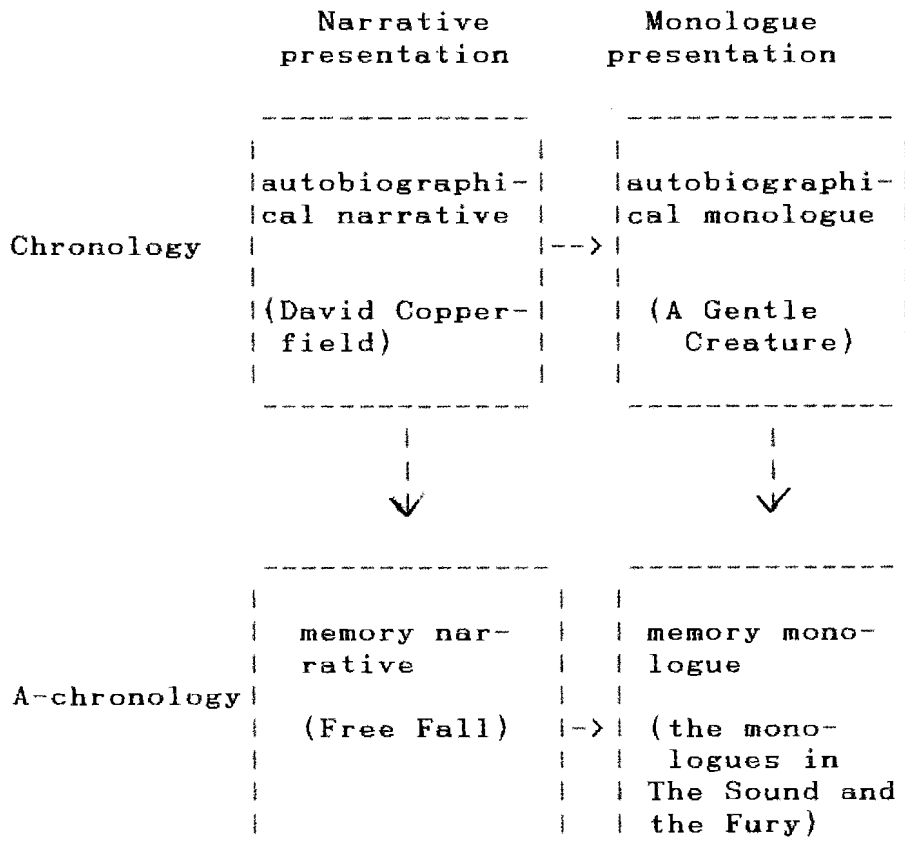 Narrative presentation
Monologue presentation
Chronology
autobiographi-
cal narrative
(David Copper-
field)
autobiographi-
cal monologue
(A Gentle
Creature)
A-chronology
memory nar-
rative
(Free Fall)
memory mono-
logue
(the mono-
logues in
The Sound and
the Fury)